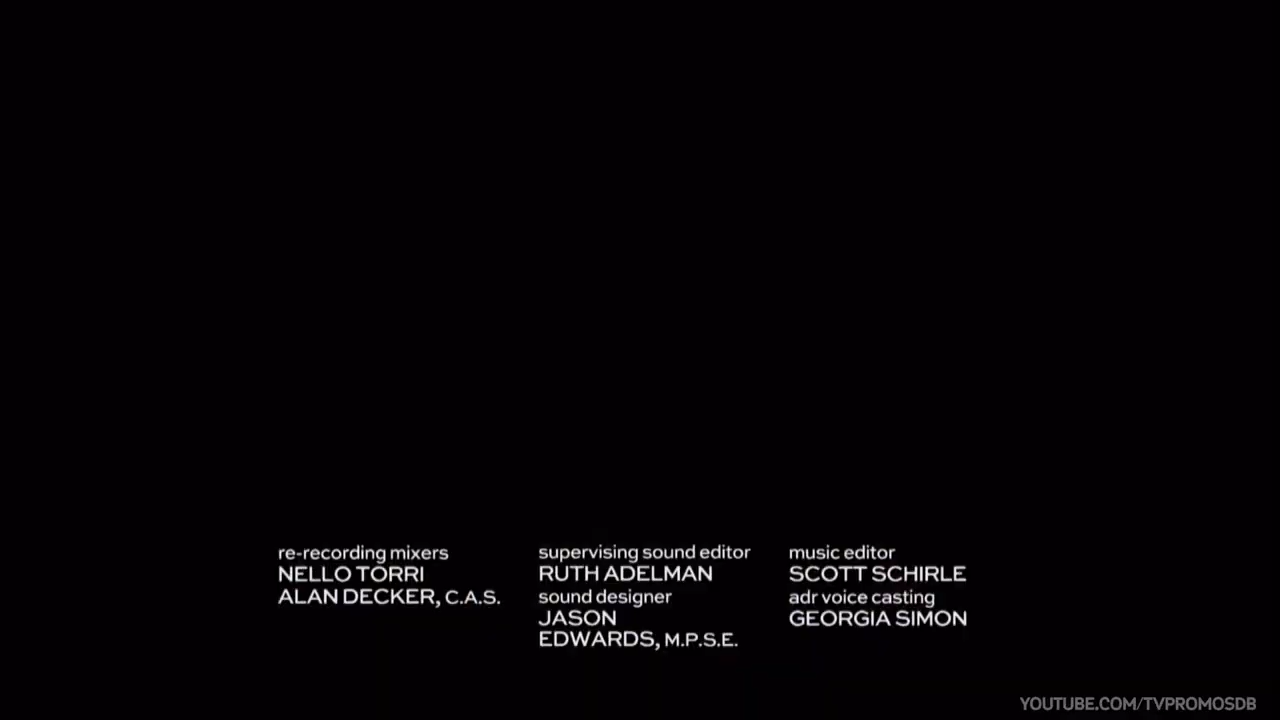 re-recording mixers
NELLO TORRI
ALAN DECKER, C.A.S.
supervising sound editor
RUTH ADELMAN
sound designer
JASON
EDWARDS, M.P.S.E.
music editor
SCOTT SCHIRLE
adr voice casting
GEORGIA SIMON
YOUTUBE.COM/TVPROMOSDB